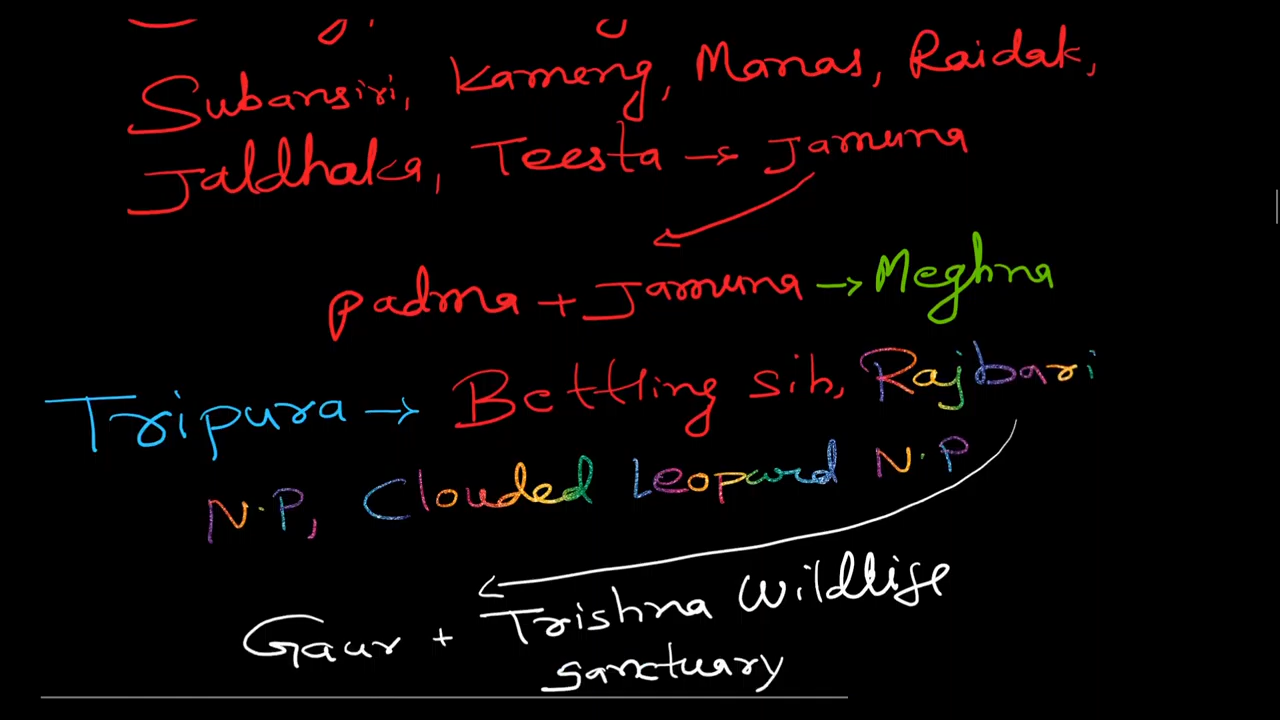 Subansiri, Kameng, Manas, Raidak,
Jaldhaka, Teesta → Jamuna
Padma + Jamuna → Meghna
Tripura → Bettling sib, Rajbari
N.P, Clouded Leopard N.P
Gaur + Trishna Wildlife
sanctuary